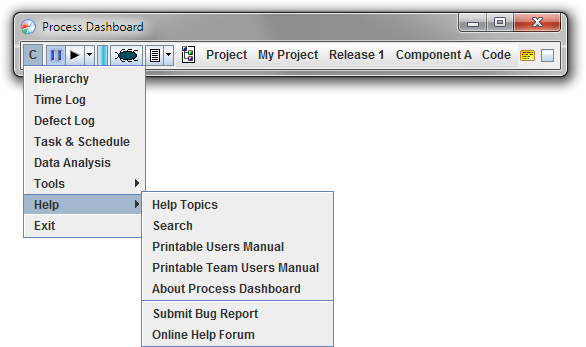 Process Dashboard
C Project My Project Release 1 Component A Code
Hierarchy
Time Log
Defect Log
Task & Schedule
Data Analysis
Tools
Help
Exit
Help Topics
Search
Printable Users Manual
Printable Team Users Manual
About Process Dashboard
Submit Bug Report
Online Help Forum